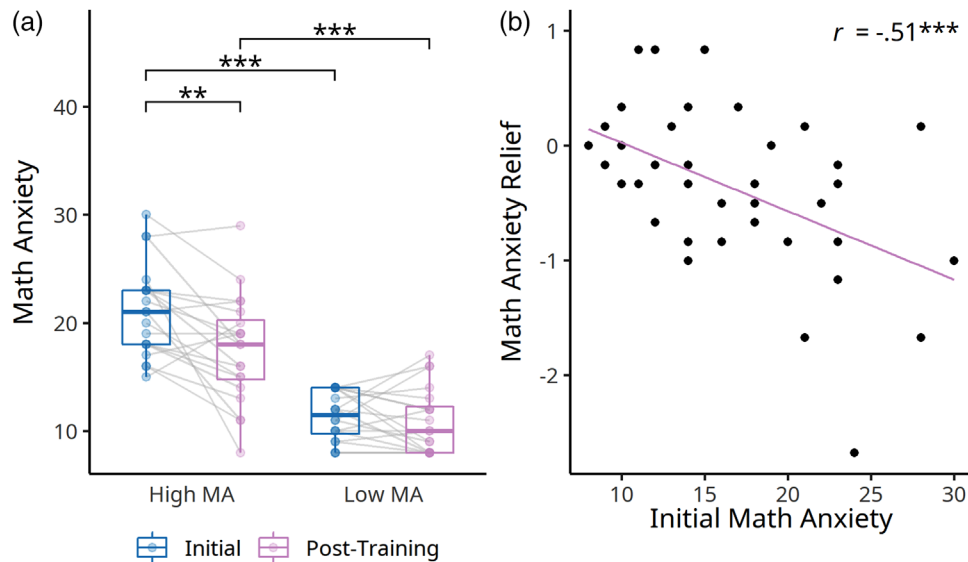 (a)
***
***
**
Math Anxiety
40
30
20
10
High MA
Low MA
Initial
Post-Training
(b)
r = -.51***
Math Anxiety Relief
1
0
-1
-2
10
15
20
25
30
Initial Math Anxiety